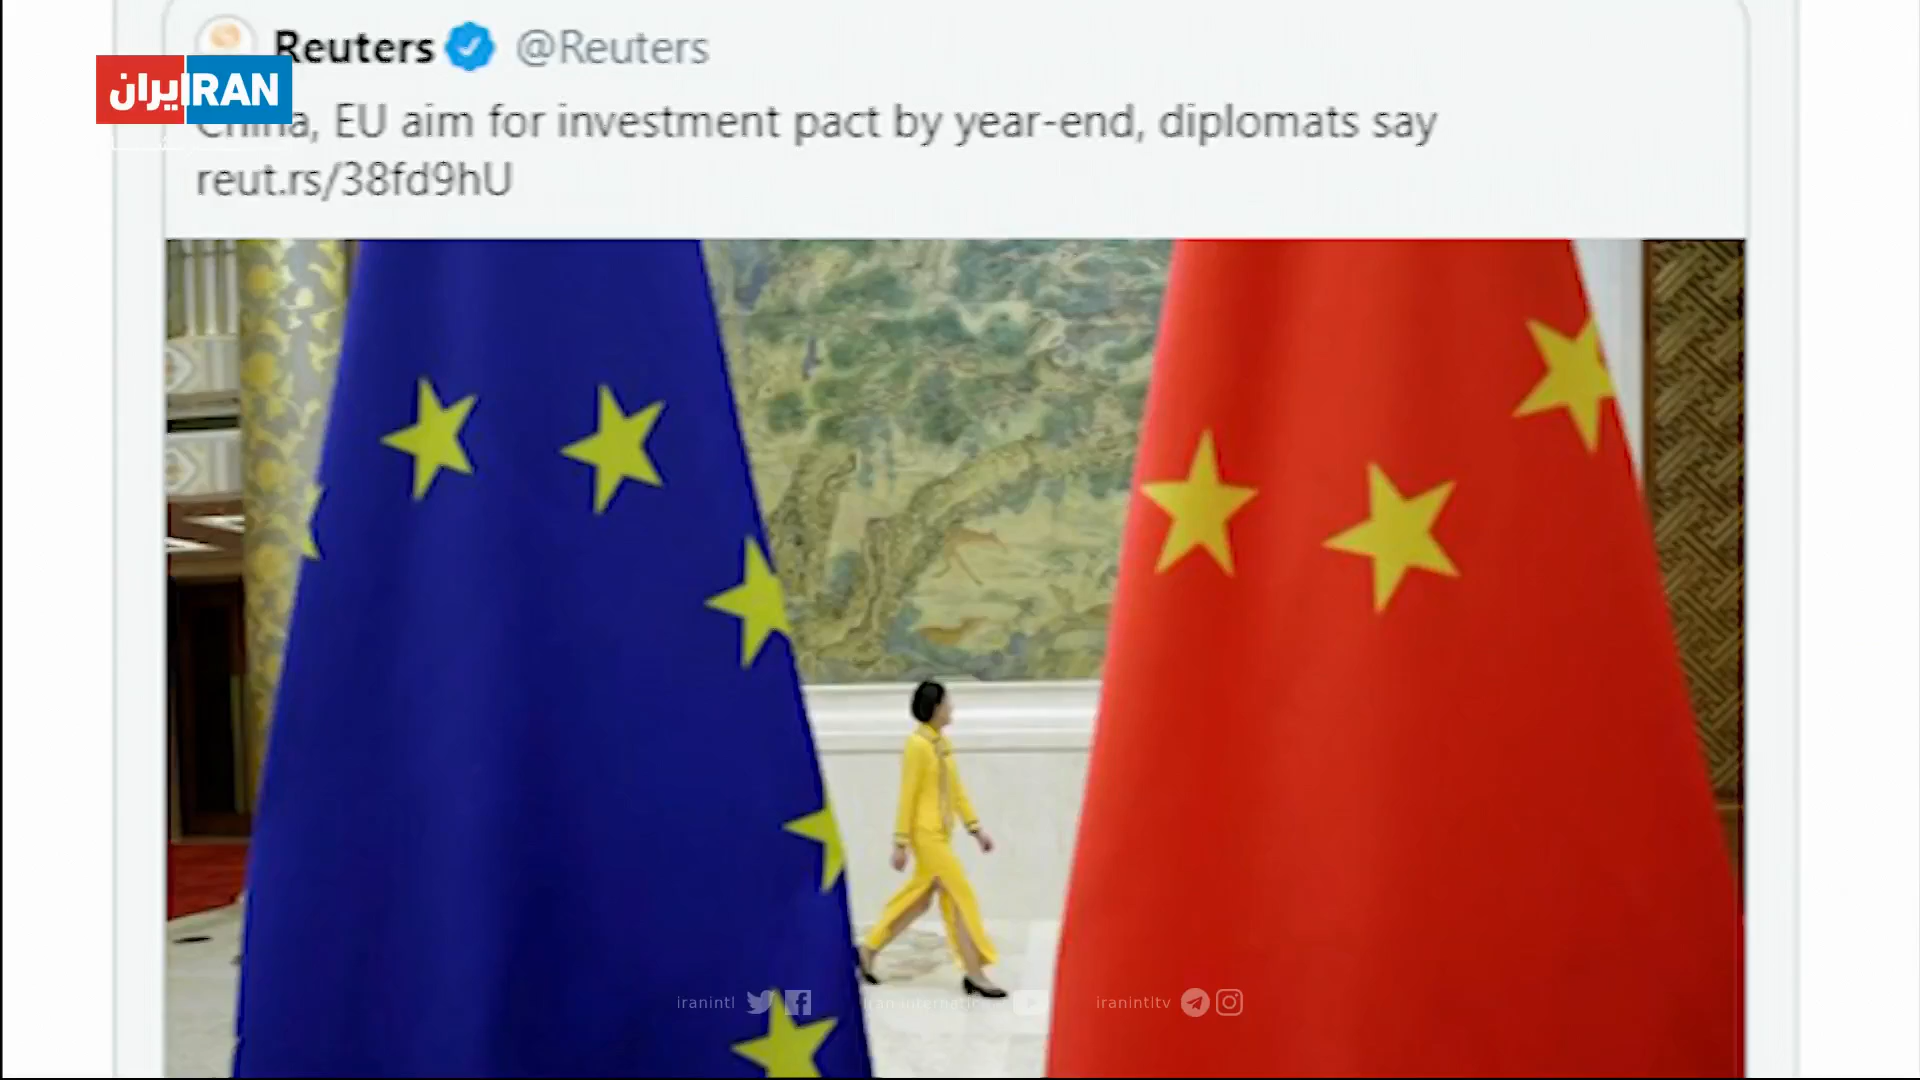 Reuters @Reuters
ایران IRAN
China, EU aim for investment pact by year-end, diplomats say
reut.rs/38fd9hU
iranintl
iranintltv